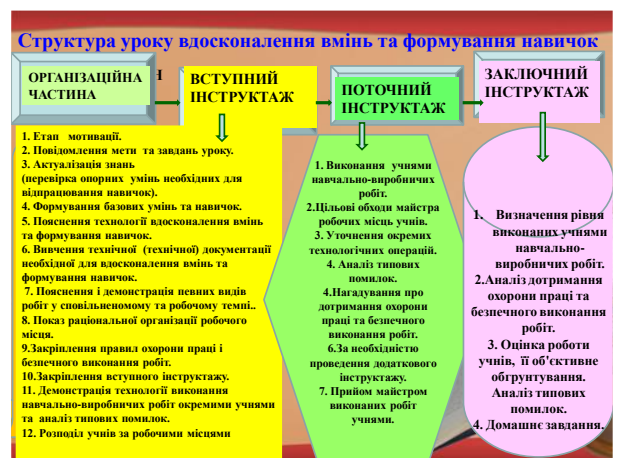 Структура уроку вдосконалення вмінь та формування навичок
ОРГАНІЗАЦІЙНА
ЧАСТИНА
ВСТУПНИЙ
ІНСТРУКТАЖ
ПОТОЧНИЙ
ІНСТРУКТАЖ
ЗАКЛЮЧНИЙ
ІНСТРУКТАЖ
1. Етап мотивації.
2. Повідомлення мети та завдань уроку.
3. Актуалізація знань
(перевірка опорних умінь необхідних для
відпрацювання навичок).
4. Формування базових умінь та навичок.
5. Пояснення технології вдосконалення вмінь
та формування навичок.
6. Вивчення технічної (технічної) документації
необхідної для вдосконалення вмінь та
формування навичок.
7. Пояснення і демонстрація певних видів
робіт у сповільненомему та робочому темпі..
8. Показ раціональної організації робочого
місця.
9.Закріплення правил охорони праці і
безпечного виконання робіт.
10.Закріплення вступного інструктажу.
11. Демонстрація технології виконання
навчально-виробничих робіт окремими учнями
та аналіз типових помилок.
12. Розподіл учнів за робочими місцями
1. Виконання учнями
навчально-виробничих
робіт.
2.Цільові обходи майстра
робочих місць учнів.
3. Уточнення окремих
технологічних операцій.
4. Аналіз типових
помилок.
4.Нагадування про
дотримання охорони
праці та безпечного
виконання робіт.
6.За необхідністю
проведення додаткового
інструктажу.
7. Прийом майстром
виконаних робіт
учнями.
1. Визначення рівня
виконаних учнями
навчально-
виробничих робіт.
2.Аналіз дотримання
охорони праці та
безпечного виконання
робіт.
3. Оцінка роботи
учнів, її об'єктивне
обгрунтування.
Аналіз типових
помилок.
4. Домашнє завдання.